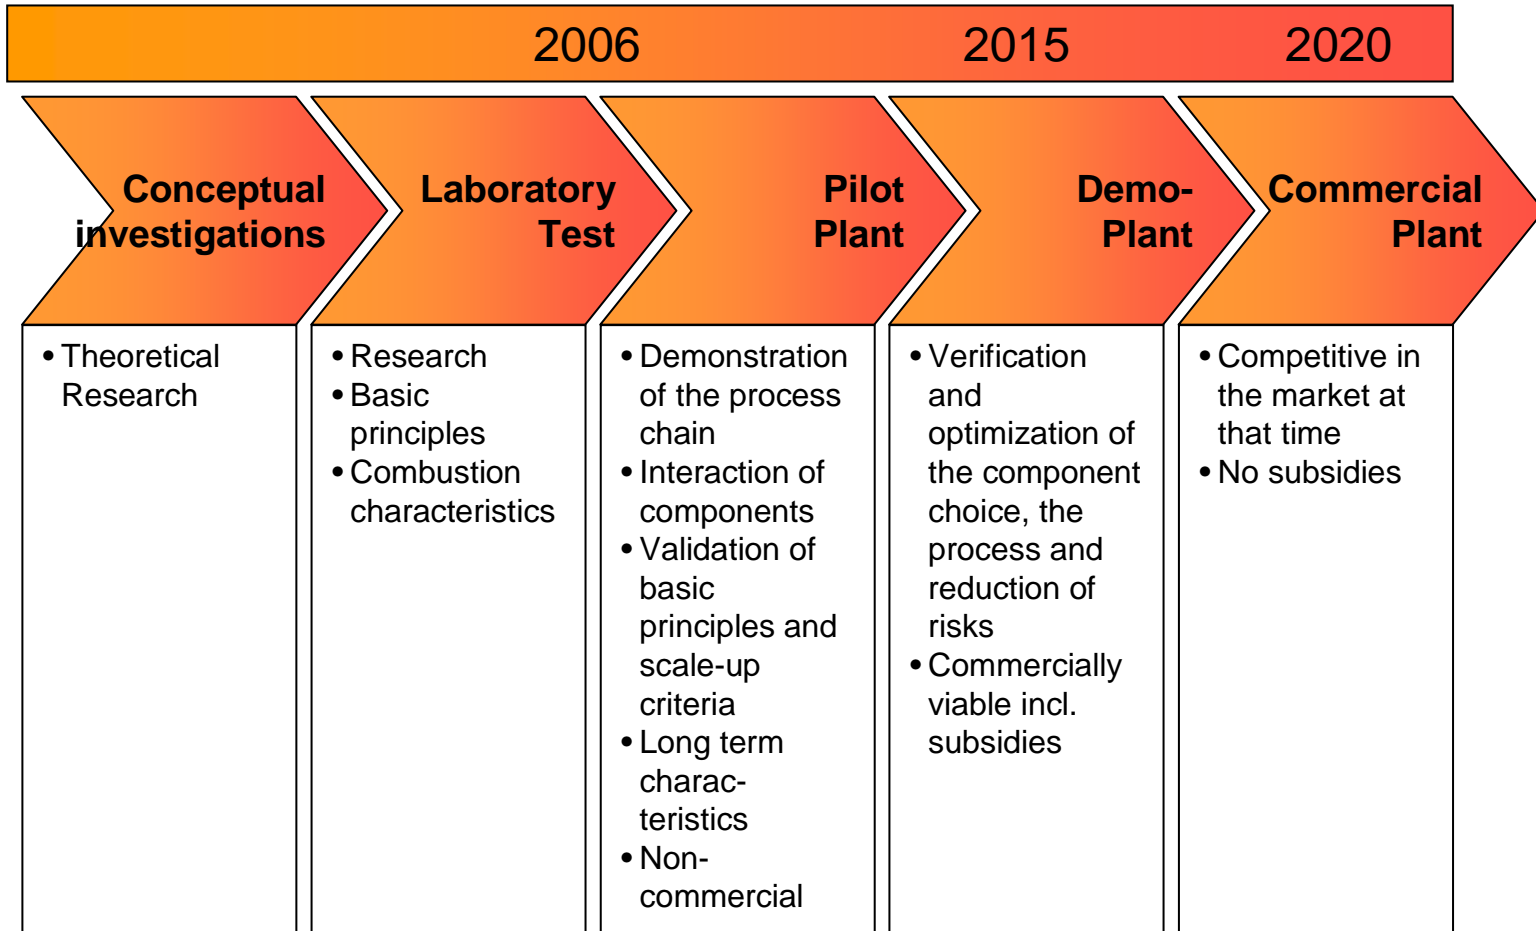 2006
2015
2020
Conceptual
investigations
Laboratory
Test
Pilot
Plant
Demo-
Plant
Commercial
Plant
• Theoretical
Research
• Research
• Basic
principles
• Combustion
characteristics
• Demonstration
of the process
chain
• Interaction of
components
• Validation of
basic
principles and
scale-up
criteria
• Long term
charac-
teristics
• Non-
commercial
• Verification
and
optimization of
the component
choice, the
process and
reduction of
risks
• Commercially
viable incl.
subsidies
• Competitive in
the market at
that time
• No subsidies